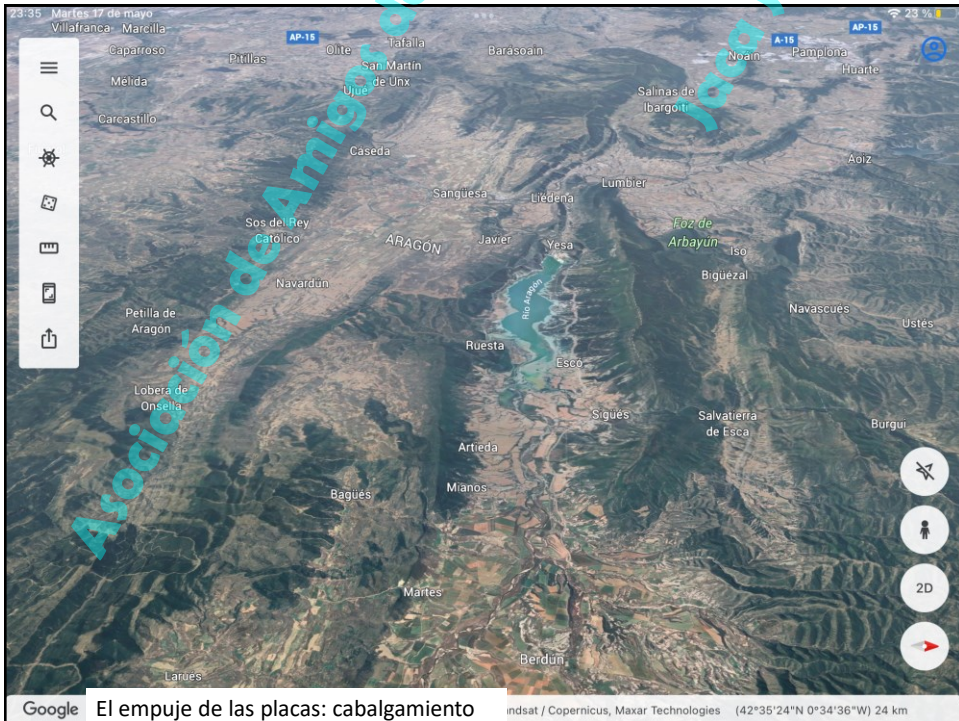 23:35 Martes 17 de mayo
23 %
Villafranca Marcilla
AP-15
Caparroso
Pitillas
Olite
Tafalla
Barásoain
Noáin
A-15
Pamplona
AP-15
Huarte
Mélida
San Martín de Unx
Ujué
Salinas de Ibargoiti
Carcastillo
Caseda
Aoiz
Sangüesa
Liédena
Lumbier
Sos del Rey Católico
ARAGÓN
Javier
Yesa
Foz de Arbayún
Iso
Navardún
Río Aragón
Bigüézal
Petilla de Aragón
Navascués
Ustés
Ruesta
Escó
Lobera de Onsella
Sigüés
Salvatierra de Esca
Burgui
Artieda
Bagüés
Mianos
Martes
2D
Berdún
Larués
Google
El empuje de las placas: cabalgamiento
ndsat / Copernicus, Maxar Technologies (42°35'24"N 0°34'36"W) 24 km
Asociación de Amigos de
Jaca